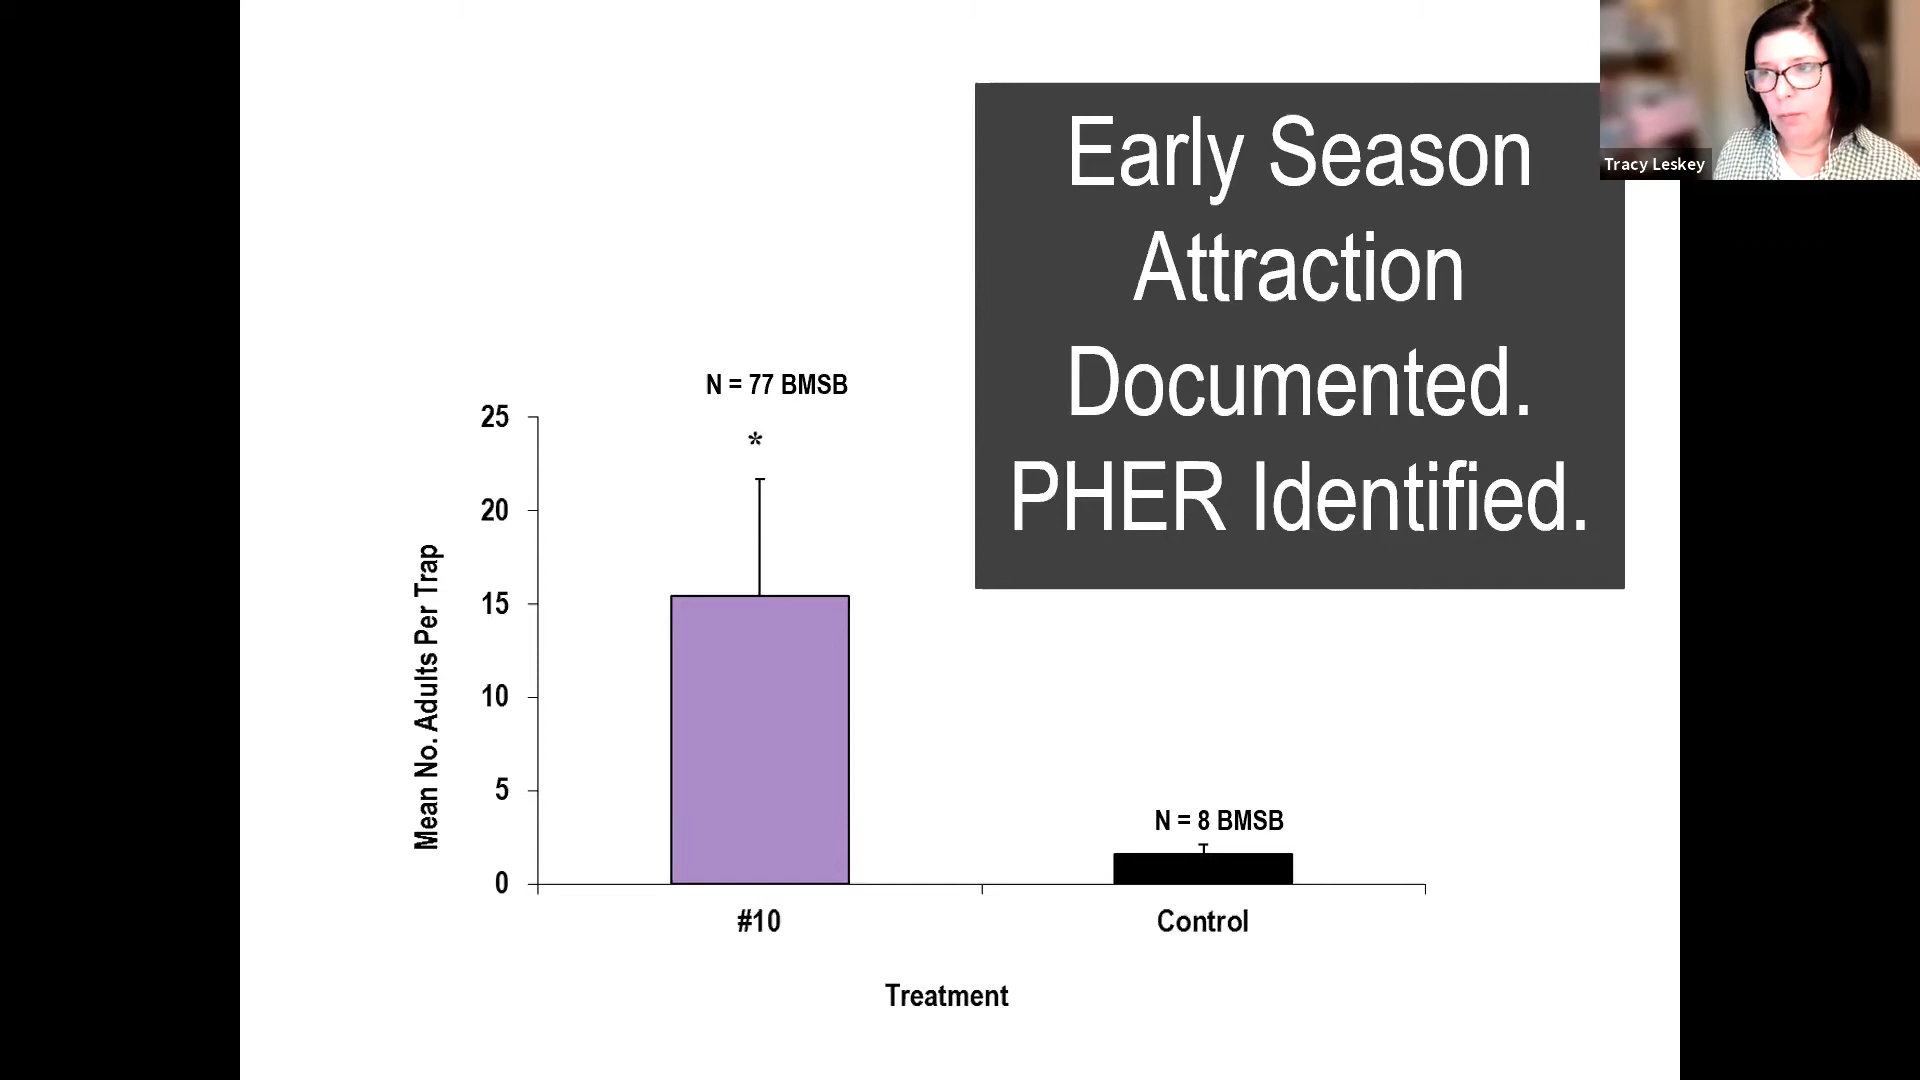 Early Season
Attraction
Documented.
PHER Identified.
Tracy Leskey
N = 77 BMSB
*
25
20
15
10
5
0
Mean No. Adults Per Trap
N = 8 BMSB
#10
Control
Treatment